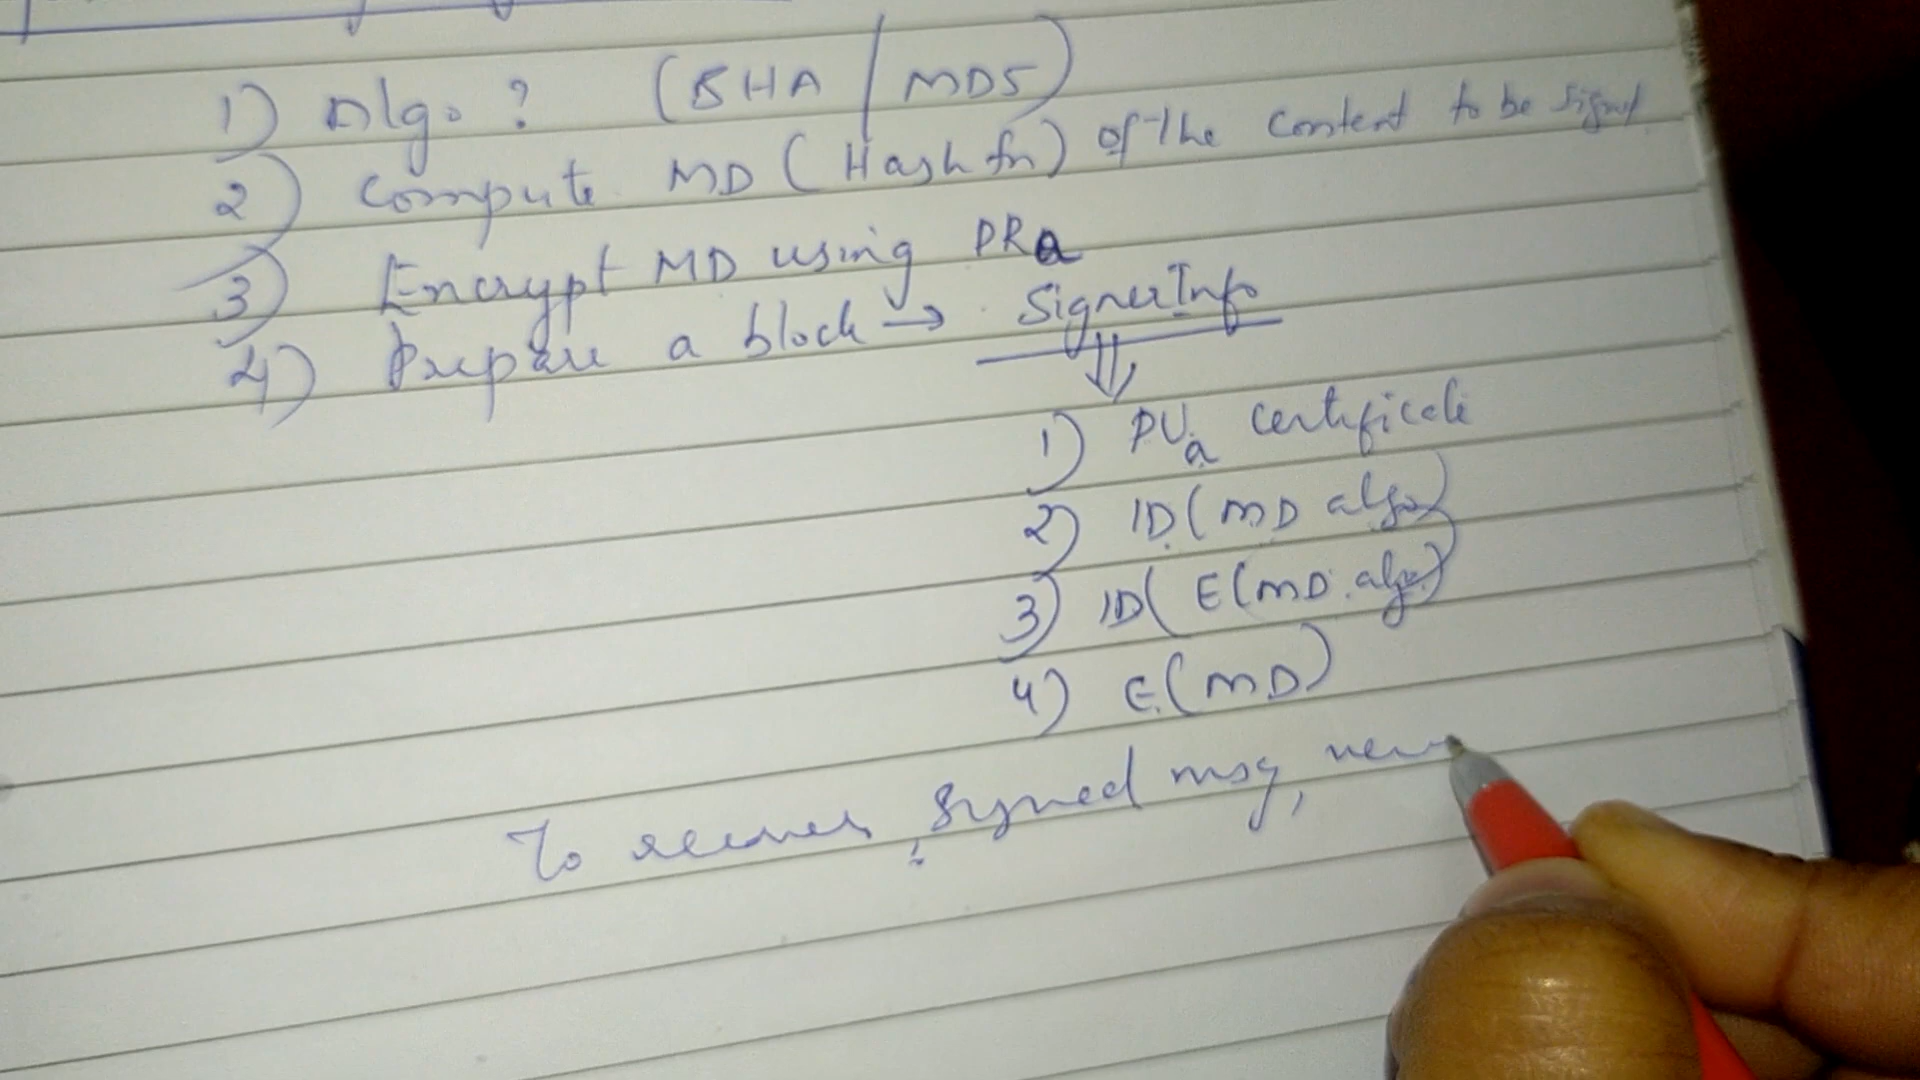 1) Algo ? (SHA / MD5)
2) Compute MD (Hash fn) of the content to be signed
3) Encrypt MD using PRa
4) Prepare a block → SignerInfo
1) PUa certificate
2) ID (MD algo)
3) ID( E(MD. algo)
4) E(MD)
To recover signed msg,